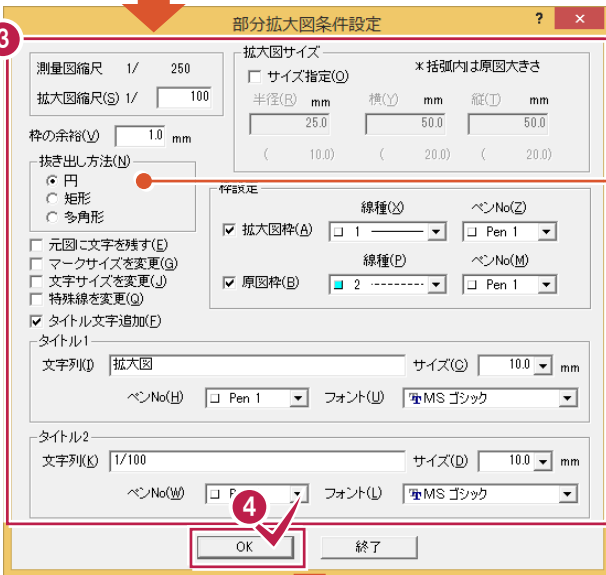 部分拡大図条件設定 ? ×
3
測量図縮尺 1/ 250
拡大図縮尺(S) 1/ 100
拡大図サイズ
サイズ指定(O) *括弧内は原図大きさ
半径(R) mm 横(Y) mm 縦(T) mm
25.0 50.0 50.0
( 10.0) ( 20.0) ( 20.0)
枠の余裕(V) 1.0 mm
抜き出し方法(N)
円
矩形
多角形
枠設定
線種(X) ペンNo(Z)
拡大図枠(A) 1 Pen 1
線種(P) ペンNo(M)
原図枠(B) 2 Pen 1
元図に文字を残す(E)
マークサイズを変更(G)
文字サイズを変更(J)
特殊線を変更(Q)
タイトル文字追加(F)
タイトル1
文字列(I) 拡大図 サイズ(C) 10.0 mm
ペンNo(H) Pen 1 フォント(U) MS ゴシック
タイトル2
文字列(K) 1/100 サイズ(D) 10.0 mm
ペンNo(W) フォント(L) MS ゴシック
4
OK 終了